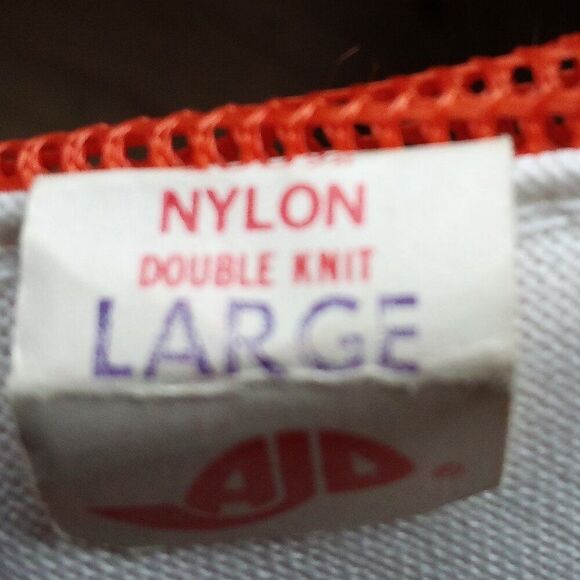 NYLON
DOUBLE KNIT
LARGE
AJD
®